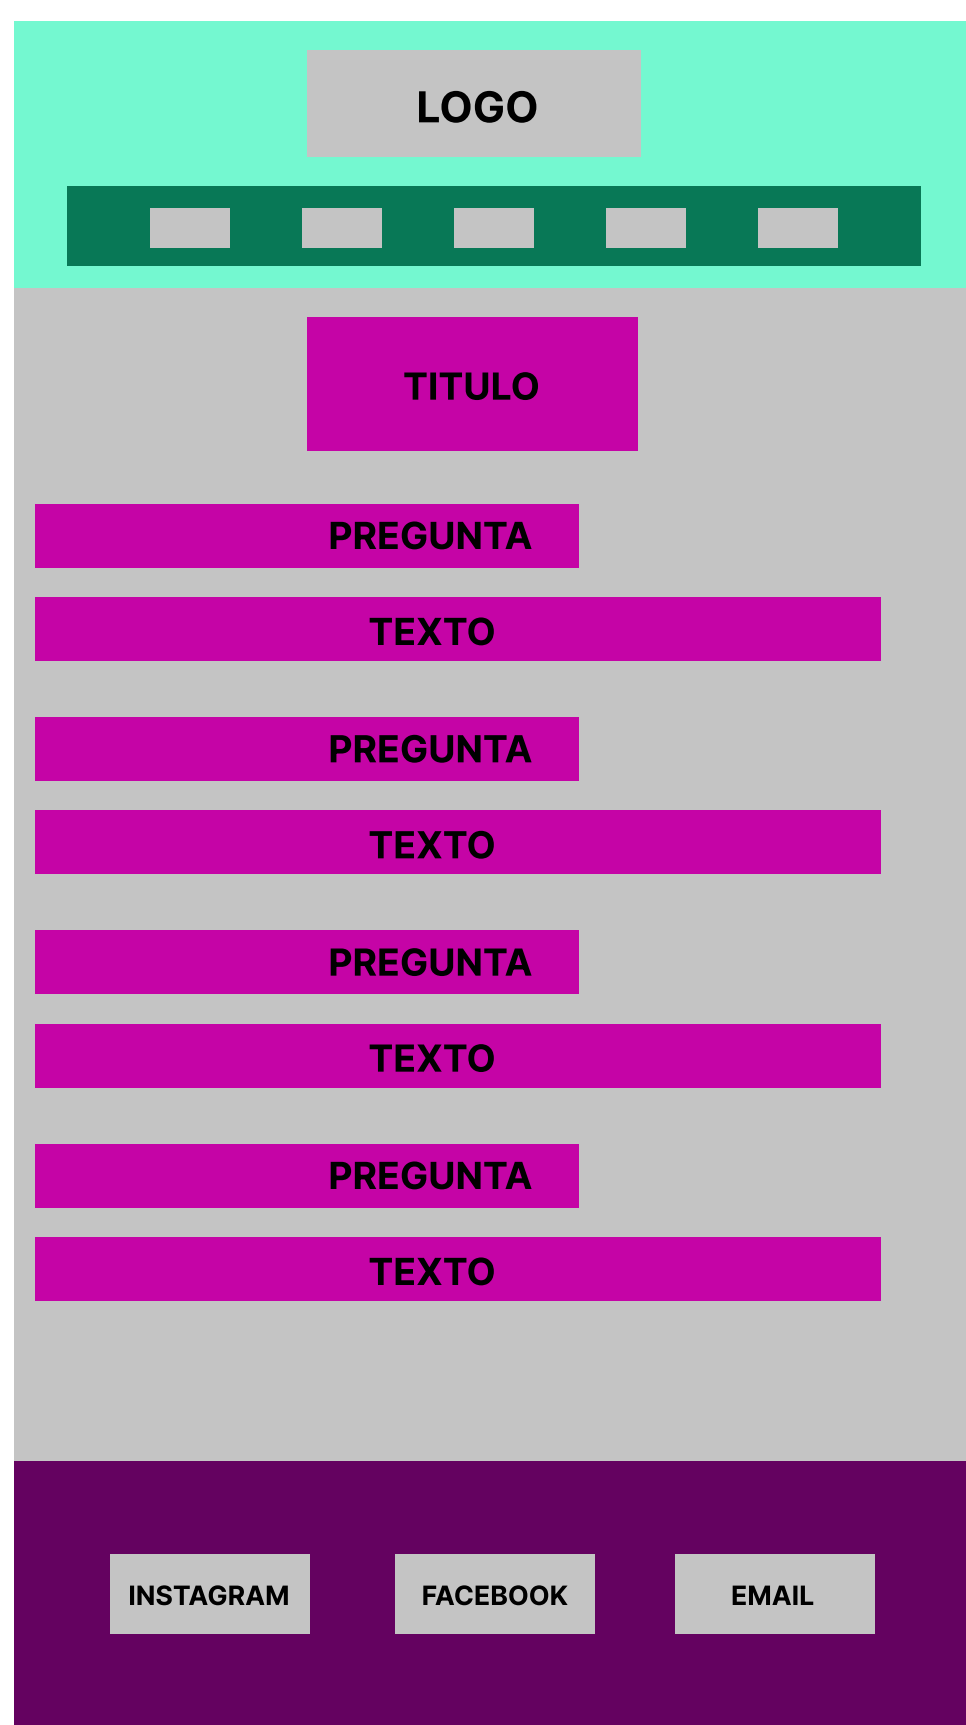 LOGO
TITULO
PREGUNTA
TEXTO
PREGUNTA
TEXTO
PREGUNTA
TEXTO
PREGUNTA
TEXTO
INSTAGRAM
FACEBOOK
EMAIL